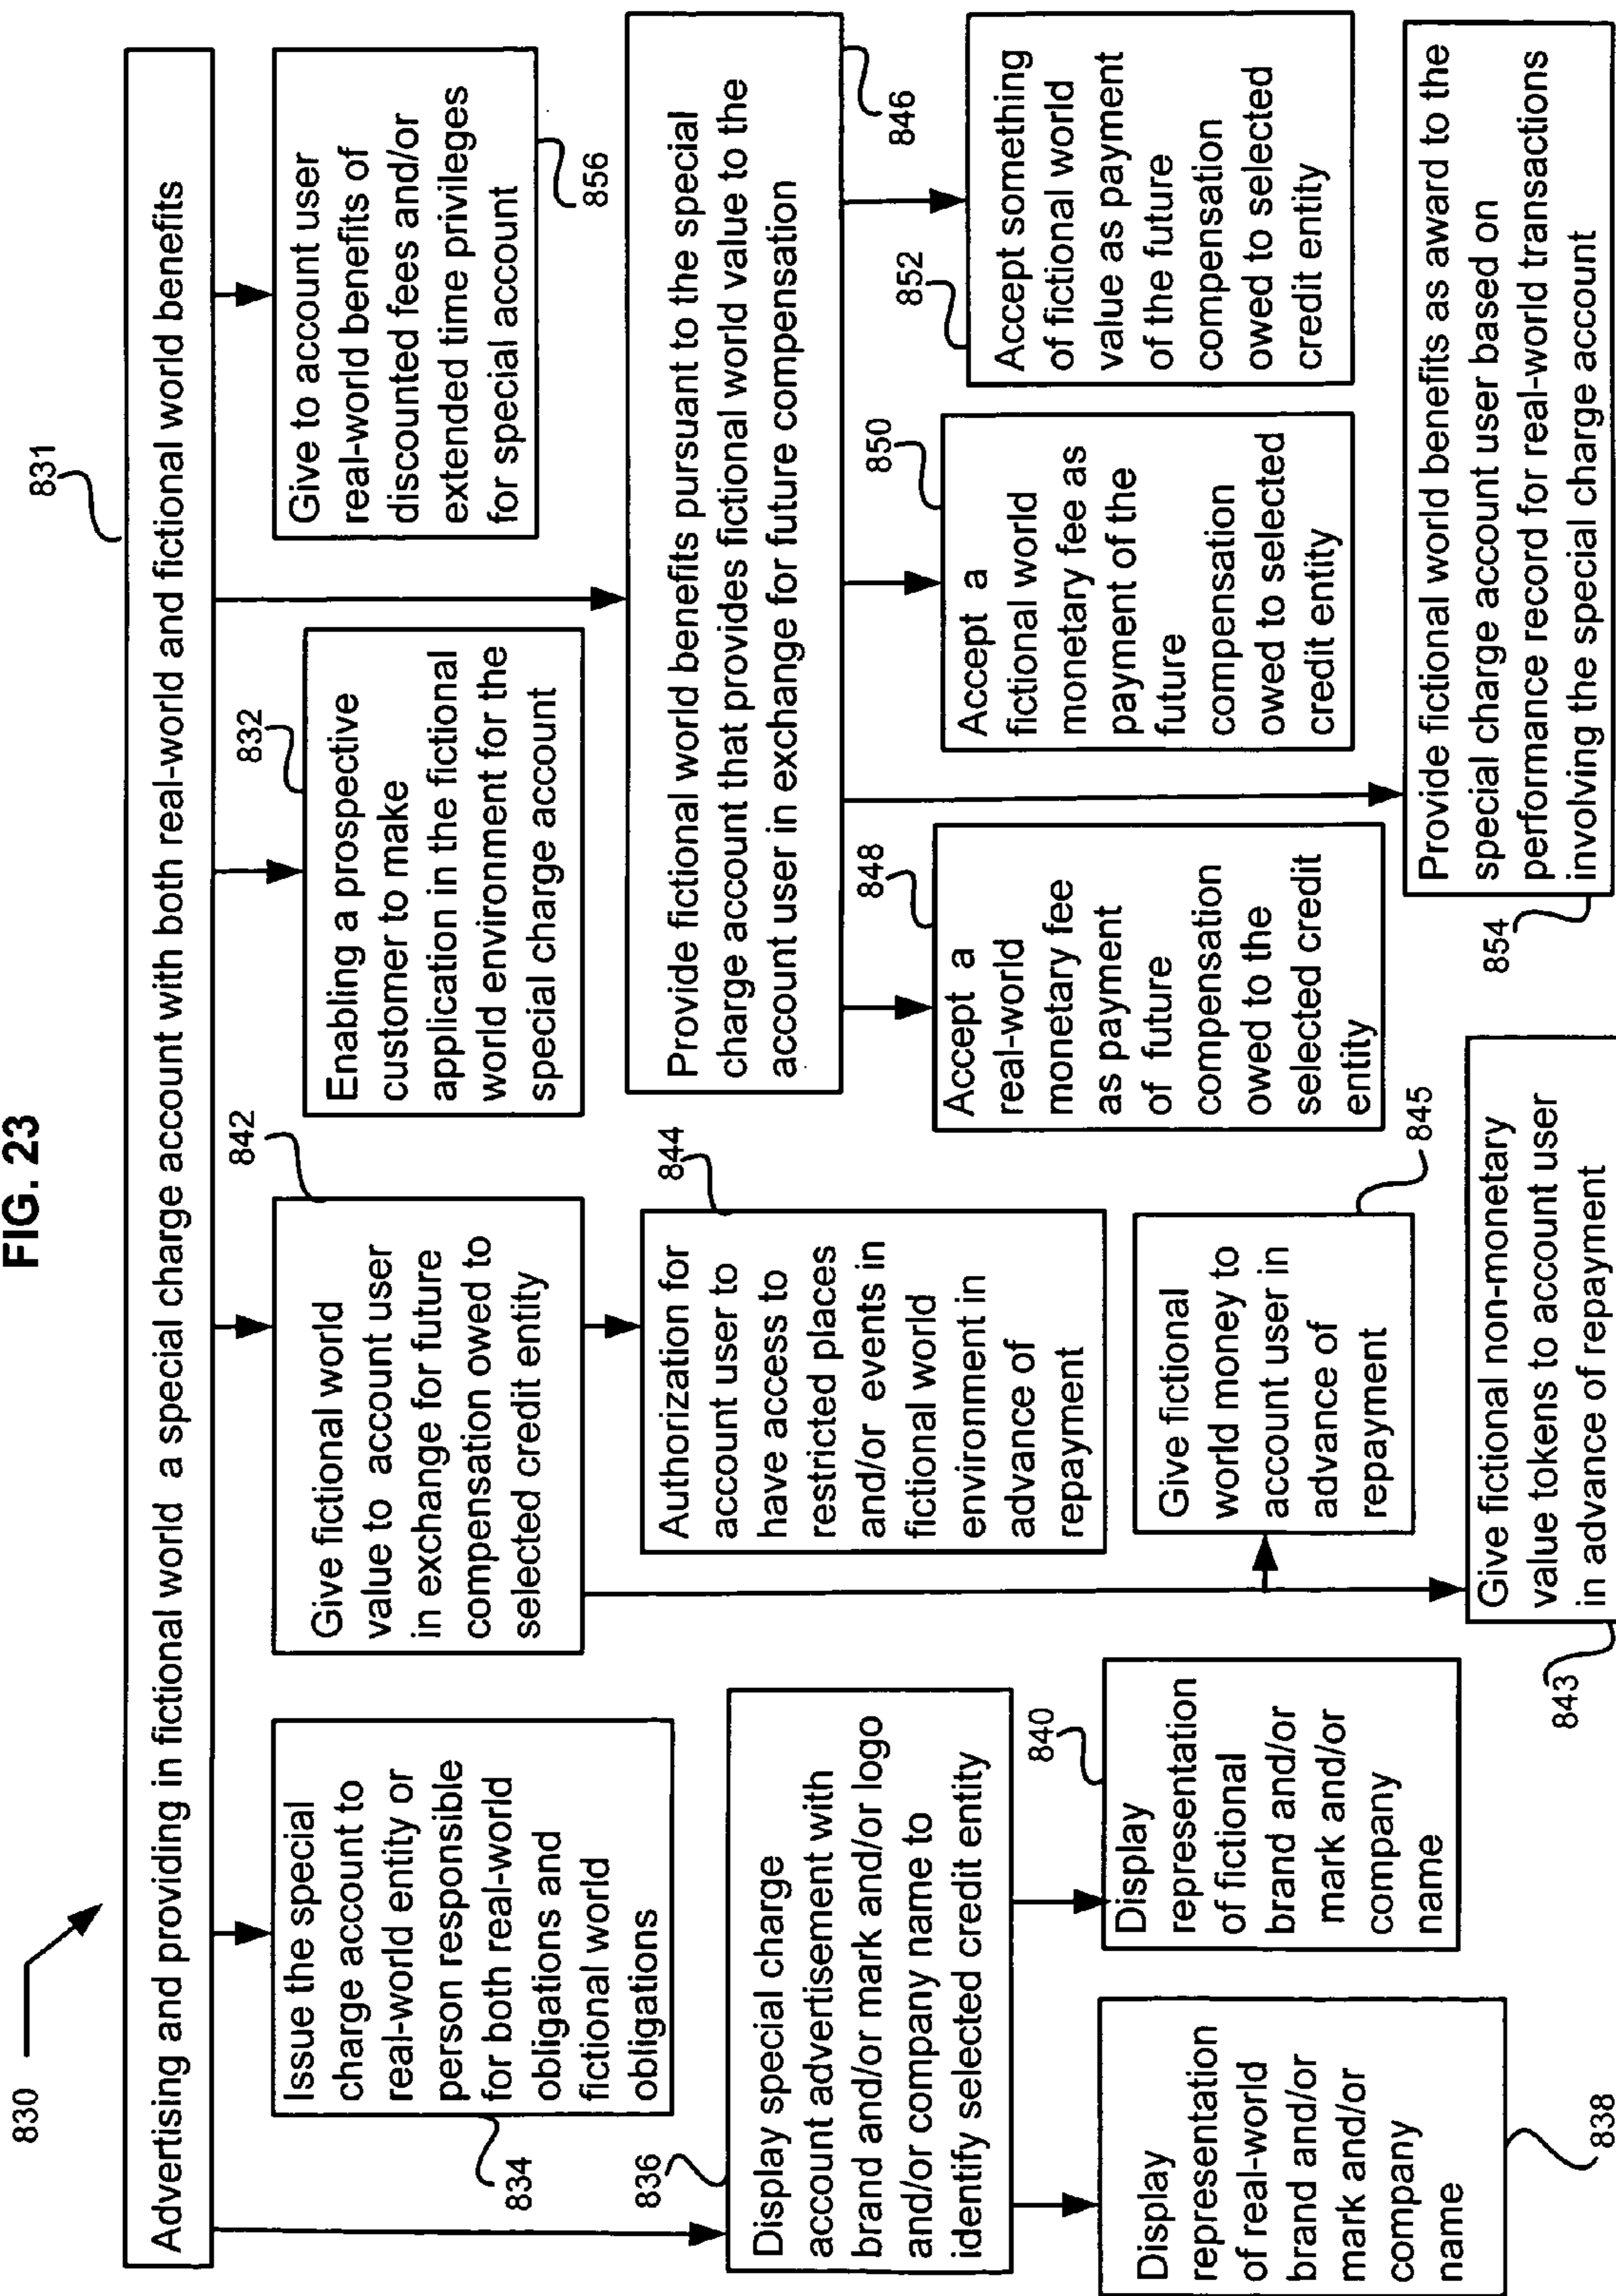 FIG. 23
830
831
Advertising and providing in fictional world a special charge account with both real-world and fictional world benefits
Issue the special
charge account to
real-world entity or
person responsible
for both real-world
obligations and
fictional world
obligations
834
Give fictional world
value to account user
in exchange for future
compensation owed to
selected credit entity
842
Enabling a prospective
customer to make
application in the fictional
world environment for the
special charge account
832
Give to account user
real-world benefits of
discounted fees and/or
extended time privileges
for special account
856
836
Display special charge
account advertisement with
brand and/or mark and/or logo
and/or company name to
identify selected credit entity
844
Authorization for
account user to
have access to
restricted places
and/or events in
fictional world
environment in
advance of
repayment
Provide fictional world benefits pursuant to the special
charge account that provides fictional world value to the
account user in exchange for future compensation
846
Display
representation
of real-world
brand and/or
mark and/or
company
name
838
840
Display
representation
of fictional
brand and/or
mark and/or
company
name
Give fictional
world money to
account user in
advance of
repayment
845
848
Accept a
real-world
monetary fee
as payment
of future
compensation
owed to the
selected credit
entity
850
Accept a
fictional world
monetary fee as
payment of the
future
compensation
owed to selected
credit entity
852
Accept something
of fictional world
value as payment
of the future
compensation
owed to selected
credit entity
843
Give fictional non-monetary
value tokens to account user
in advance of repayment
854
Provide fictional world benefits as award to the
special charge account user based on
performance record for real-world transactions
involving the special charge account